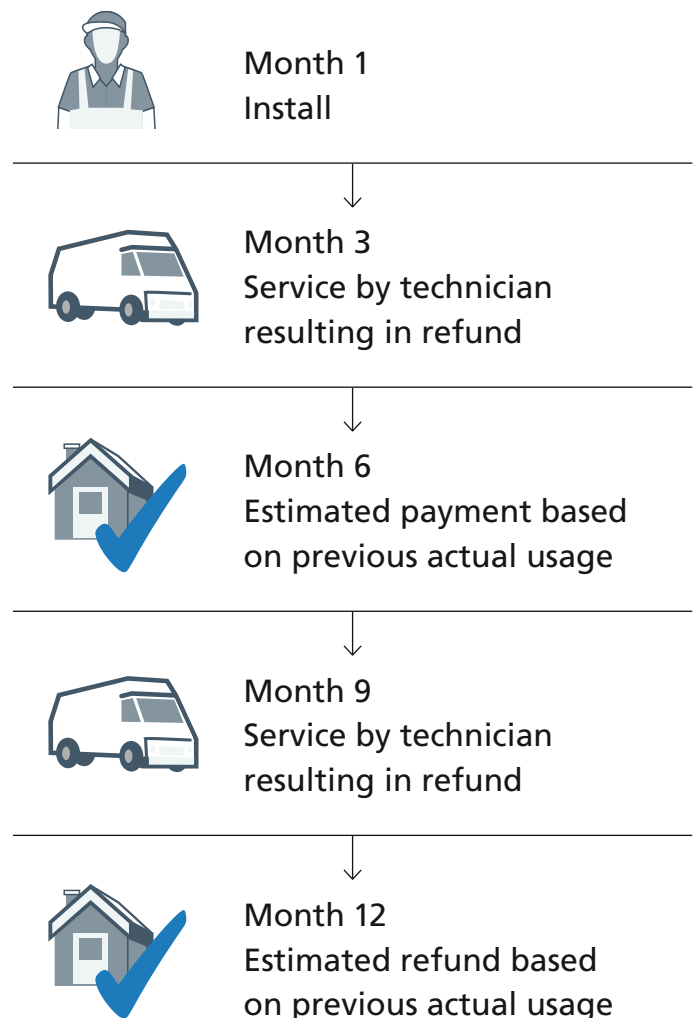 Month 1
Install
Month 3
Service by technician
resulting in refund
Month 6
Estimated payment based
on previous actual usage
Month 9
Service by technician
resulting in refund
Month 12
Estimated refund based
on previous actual usage